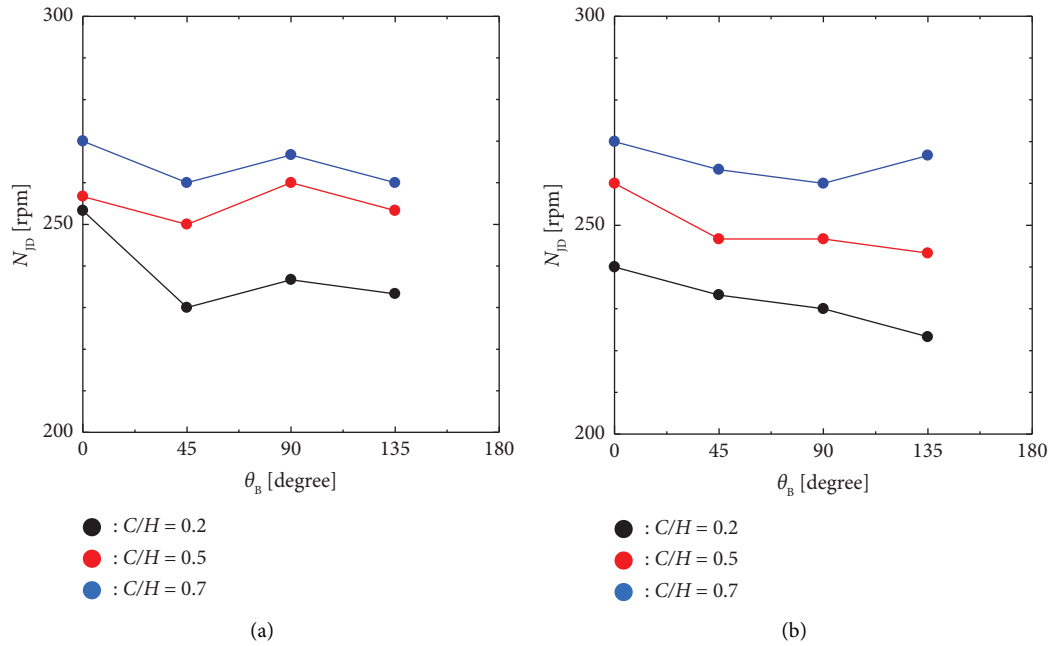 300
250
200
N_JD [rpm]
0 45 90 135 180
θ_B [degree]
: C/H = 0.2
: C/H = 0.5
: C/H = 0.7
(a)
300
250
200
N_JD [rpm]
0 45 90 135 180
θ_B [degree]
: C/H = 0.2
: C/H = 0.5
: C/H = 0.7
(b)